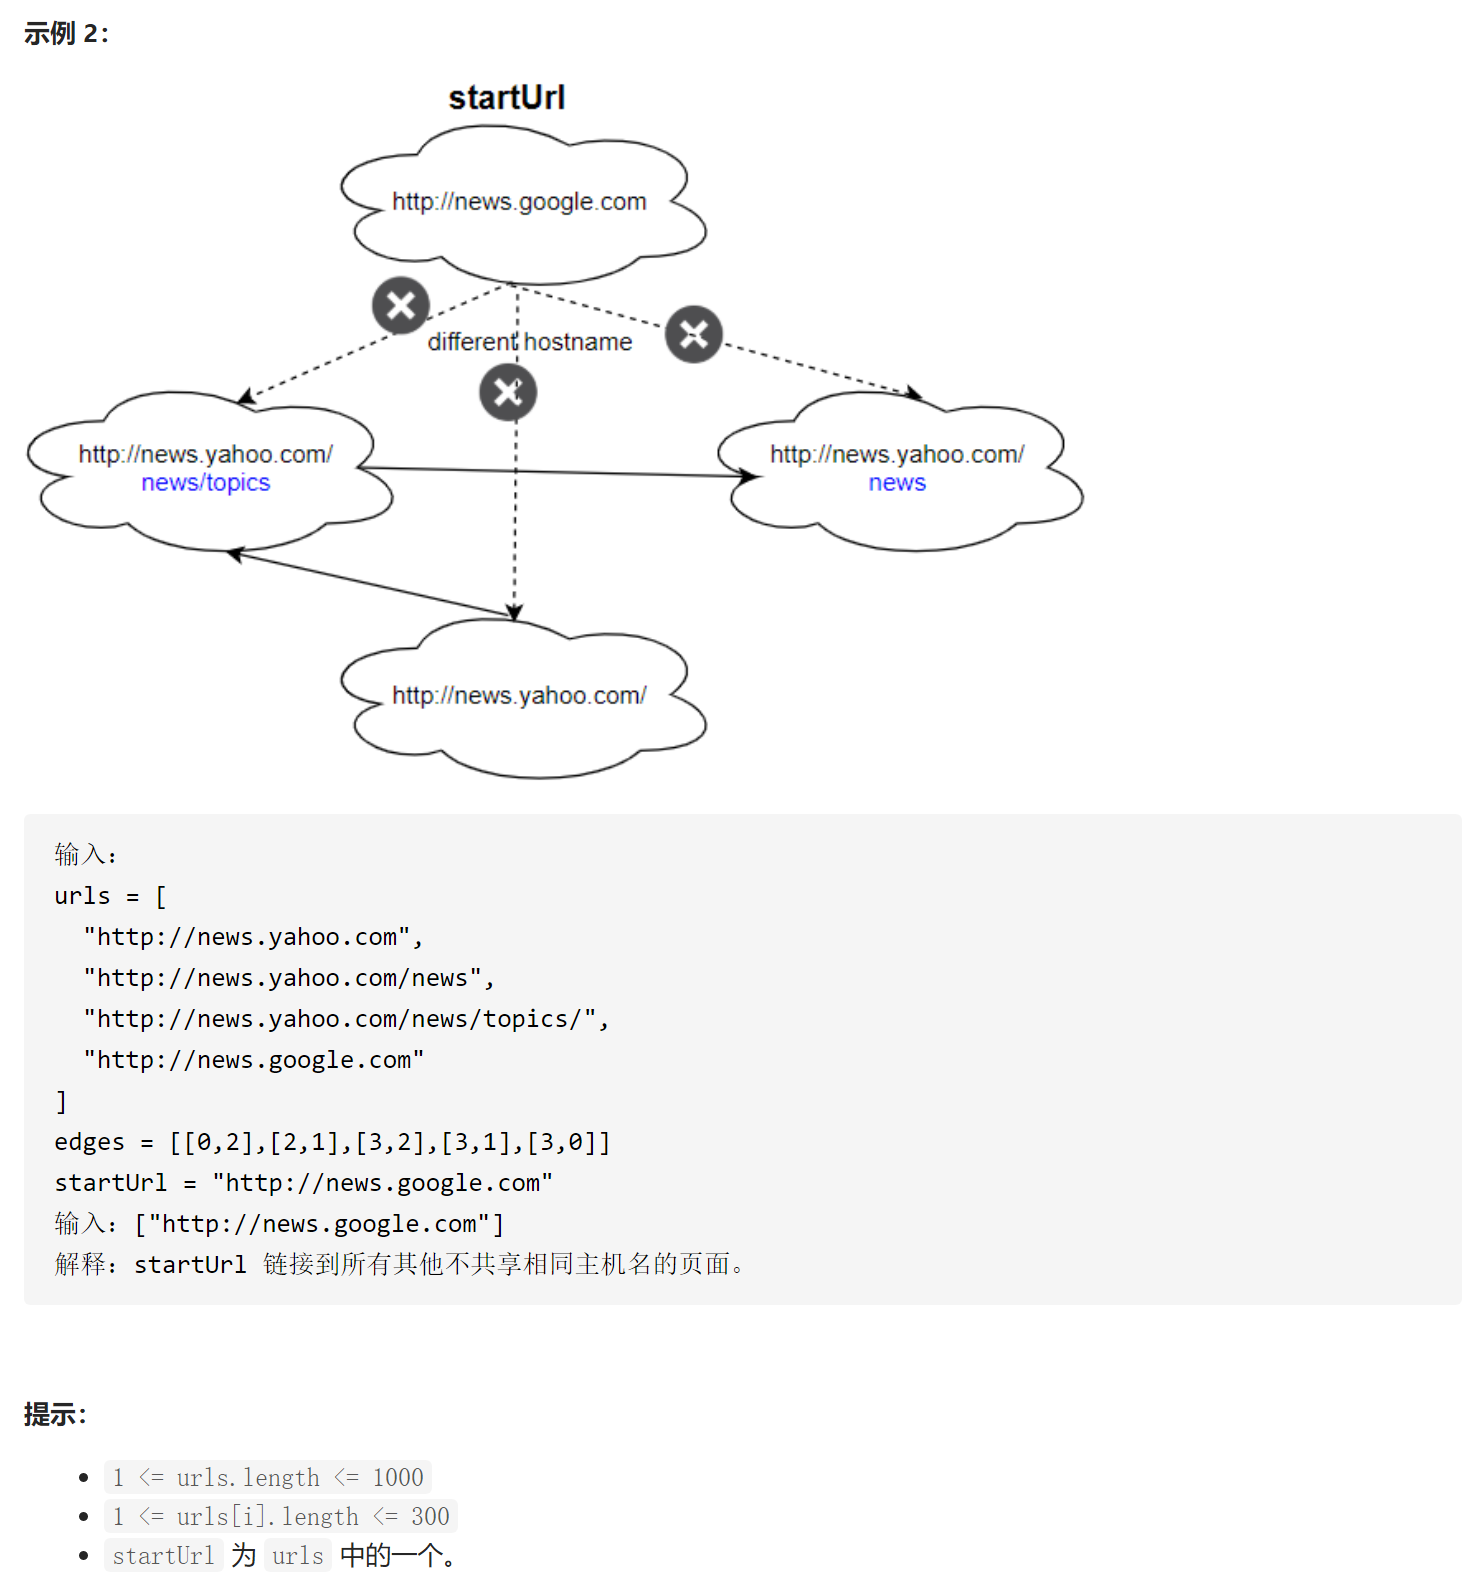 示例 2：
startUrl
http://news.google.com
different hostname
http://news.yahoo.com/
news/topics
http://news.yahoo.com/
news
http://news.yahoo.com/
输入：
urls = [
  "http://news.yahoo.com",
  "http://news.yahoo.com/news",
  "http://news.yahoo.com/news/topics/",
  "http://news.google.com"
]
edges = [[0,2],[2,1],[3,2],[3,1],[3,0]]
startUrl = "http://news.google.com"
输入：["http://news.google.com"]
解释：startUrl 链接到所有其他不共享相同主机名的页面。
提示：
1 <= urls.length <= 1000
1 <= urls[i].length <= 300
startUrl 为 urls 中的一个。